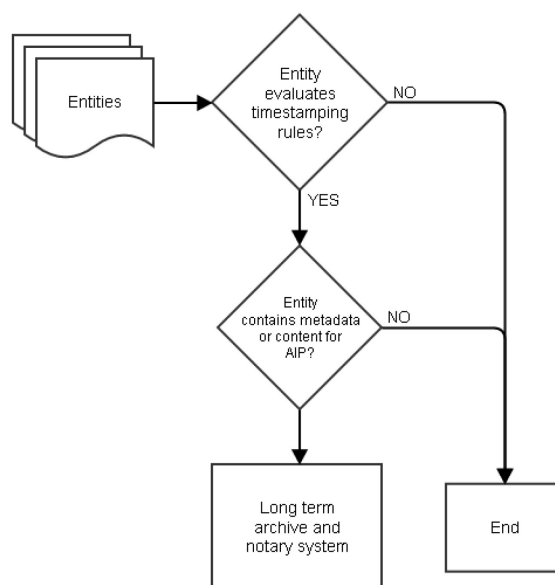 Entities
Entity
evaluates
timestamping
rules?
NO
YES
Entity
contains metadata
or content for
AIP?
NO
Long term
archive and
notary system
End